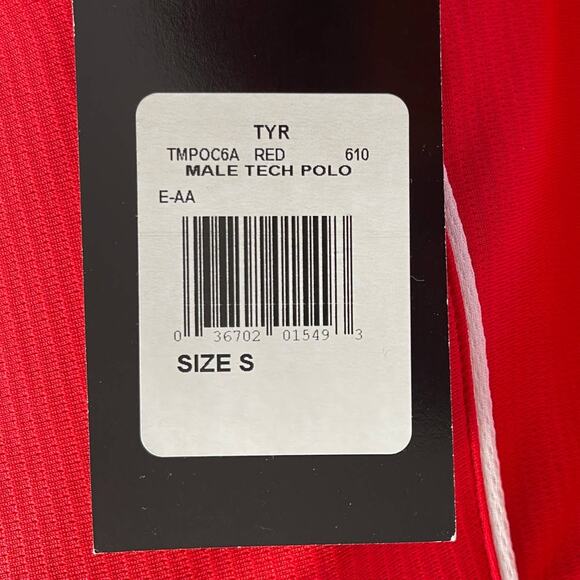 TYR
TMPOC6A RED 610
MALE TECH POLO
E-AA
0 36702 01549 3
SIZE S